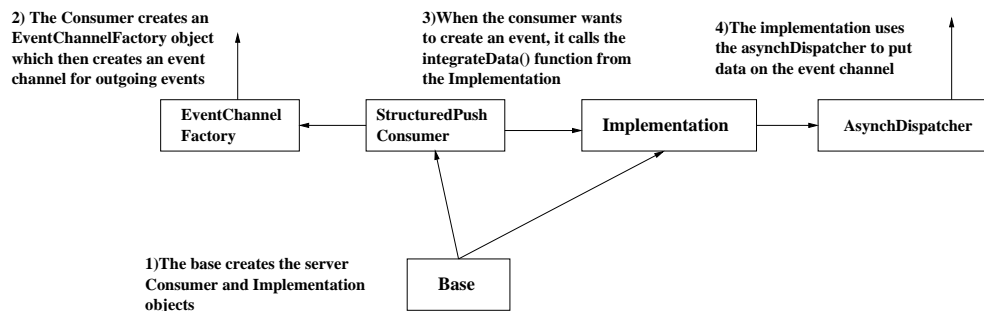 2) The Consumer creates an
EventChannelFactory object
which then creates an event
channel for outgoing events
3)When the consumer wants
to create an event, it calls the
integrateData() function from
the Implementation
4)The implementation uses
the asynchDispatcher to put
data on the event channel
EventChannel
Factory
StructuredPush
Consumer
Implementation
AsynchDispatcher
1)The base creates the server
Consumer and Implementation
objects
Base